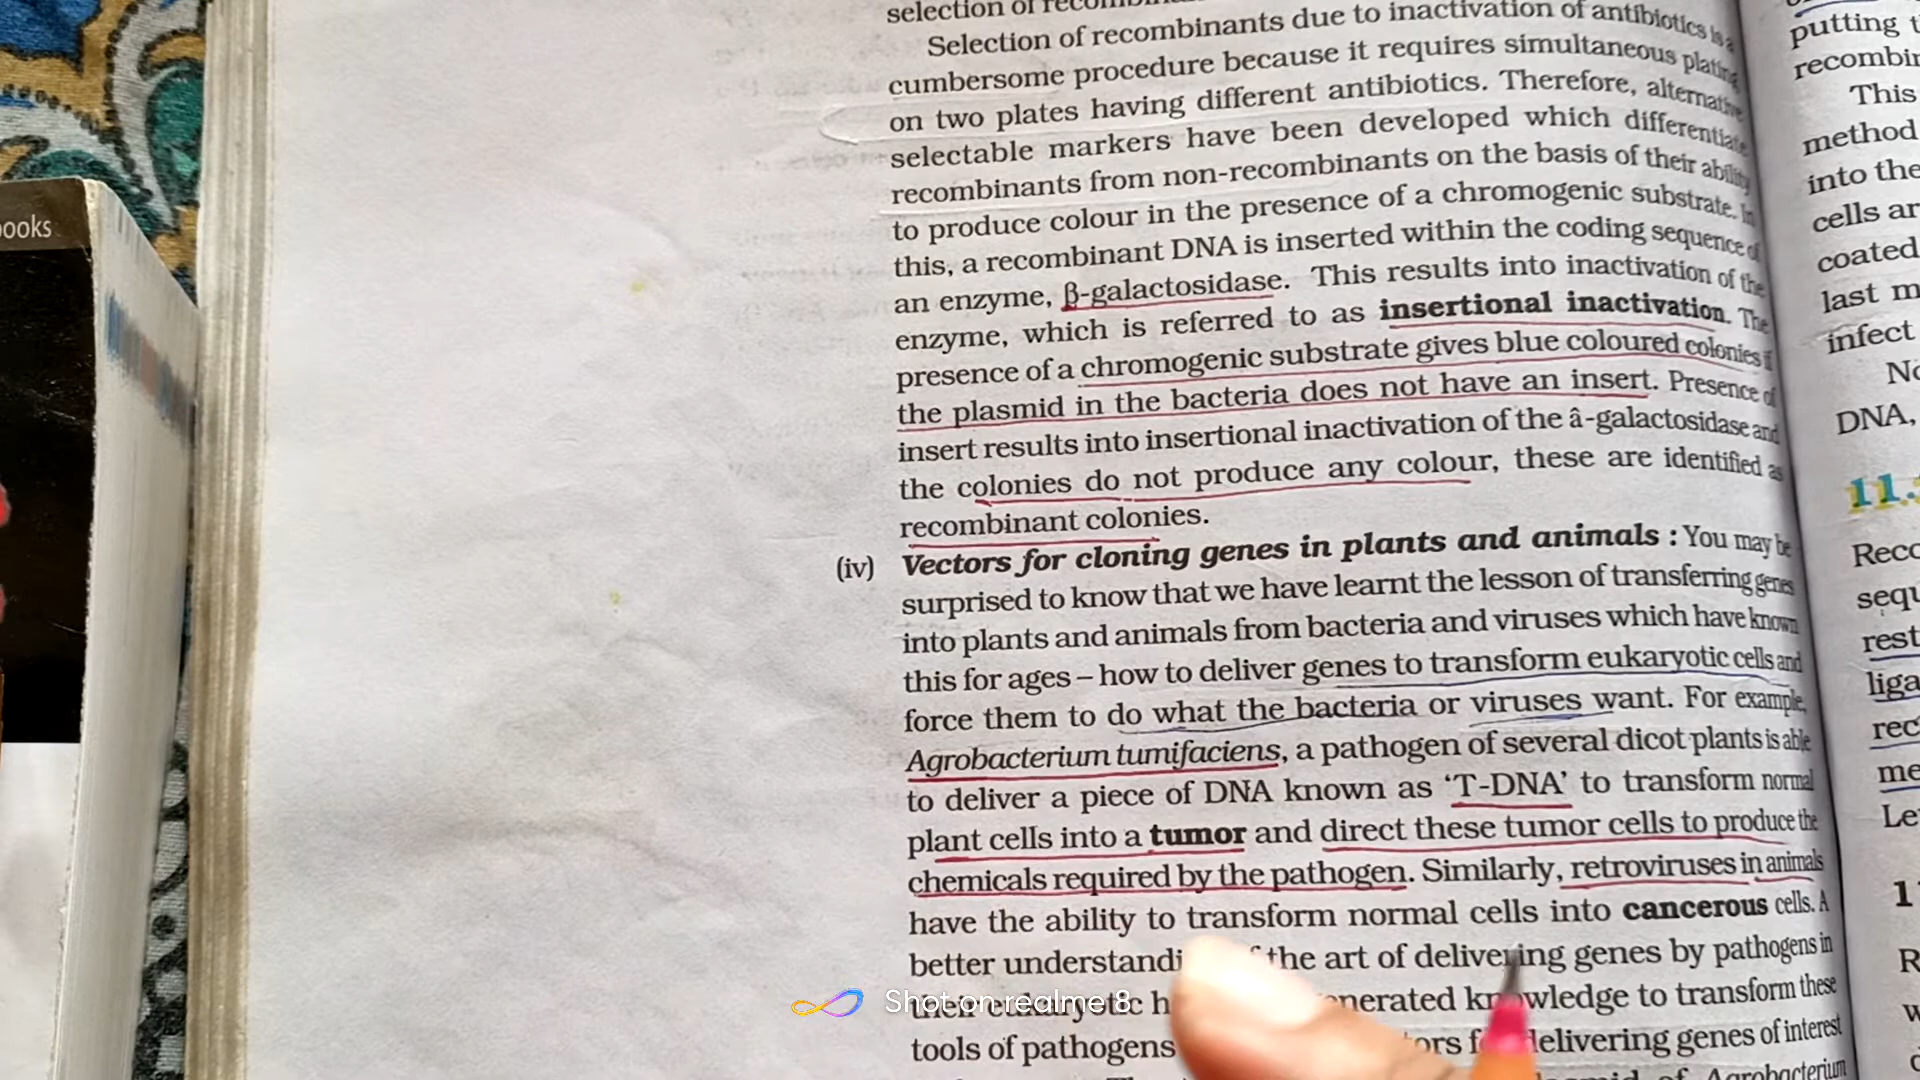 selection of
Selection of recombinants due to inactivation of antibiotics is a
cumbersome procedure because it requires simultaneous plating
on two plates having different antibiotics. Therefore, alternative
selectable markers have been developed which differentiate
recombinants from non-recombinants on the basis of their ability
to produce colour in the presence of a chromogenic substrate. In
this, a recombinant DNA is inserted within the coding sequence of
an enzyme, β-galactosidase. This results into inactivation of the
enzyme, which is referred to as insertional inactivation. The
presence of a chromogenic substrate gives blue coloured colonies if
the plasmid in the bacteria does not have an insert. Presence of
insert results into insertional inactivation of the â-galactosidase and
the colonies do not produce any colour, these are identified as
recombinant colonies.
(iv) Vectors for cloning genes in plants and animals : You may be
surprised to know that we have learnt the lesson of transferring genes
into plants and animals from bacteria and viruses which have known
this for ages – how to deliver genes to transform eukaryotic cells and
force them to do what the bacteria or viruses want. For example,
Agrobacterium tumifaciens, a pathogen of several dicot plants is able
to deliver a piece of DNA known as ‘T-DNA’ to transform normal
plant cells into a tumor and direct these tumor cells to produce the
chemicals required by the pathogen. Similarly, retroviruses in animals
have the ability to transform normal cells into cancerous cells. A
better the art of delivering genes by pathogens in
their eukaryotic knowledge to transform these
tools of pathogens delivering genes of interest
of Agrobacterium
ooks
putting
This
method
into the
cells
coated
last
infect
DNA,
11.
rest
Shot on realme 8